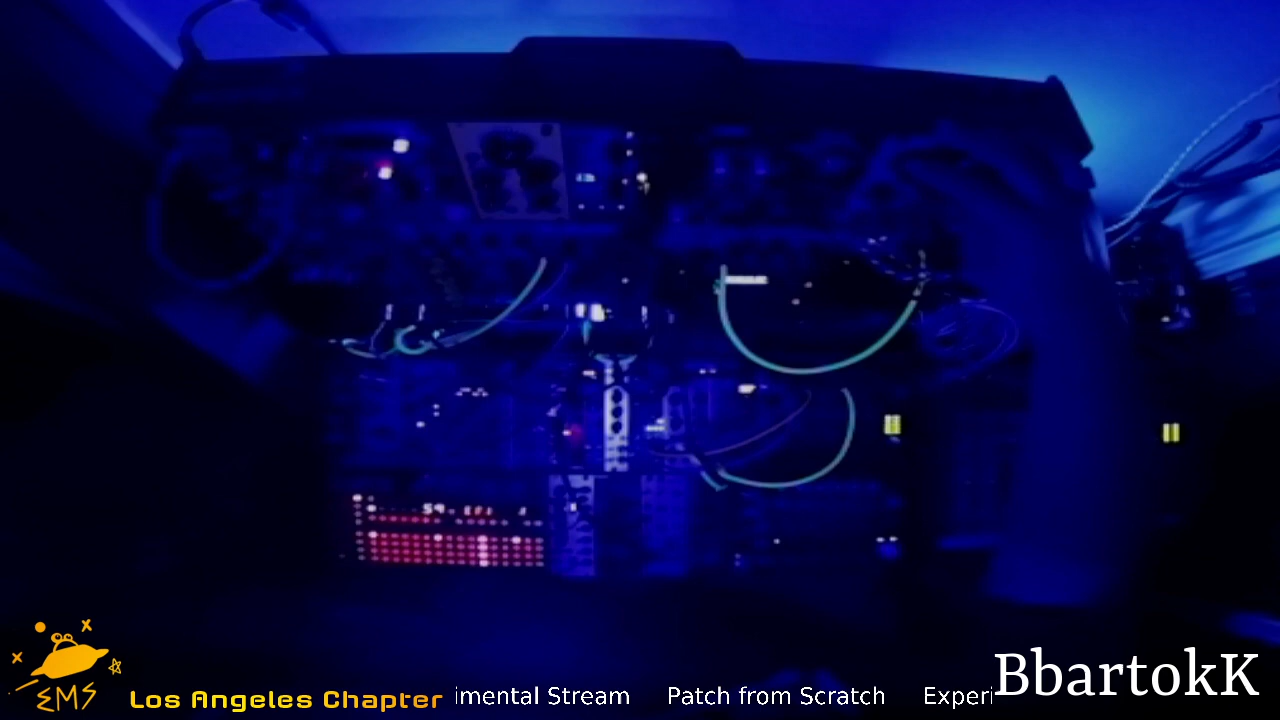 EMS
Los Angeles Chapter
imental Stream Patch from Scratch Experi
BbartokK